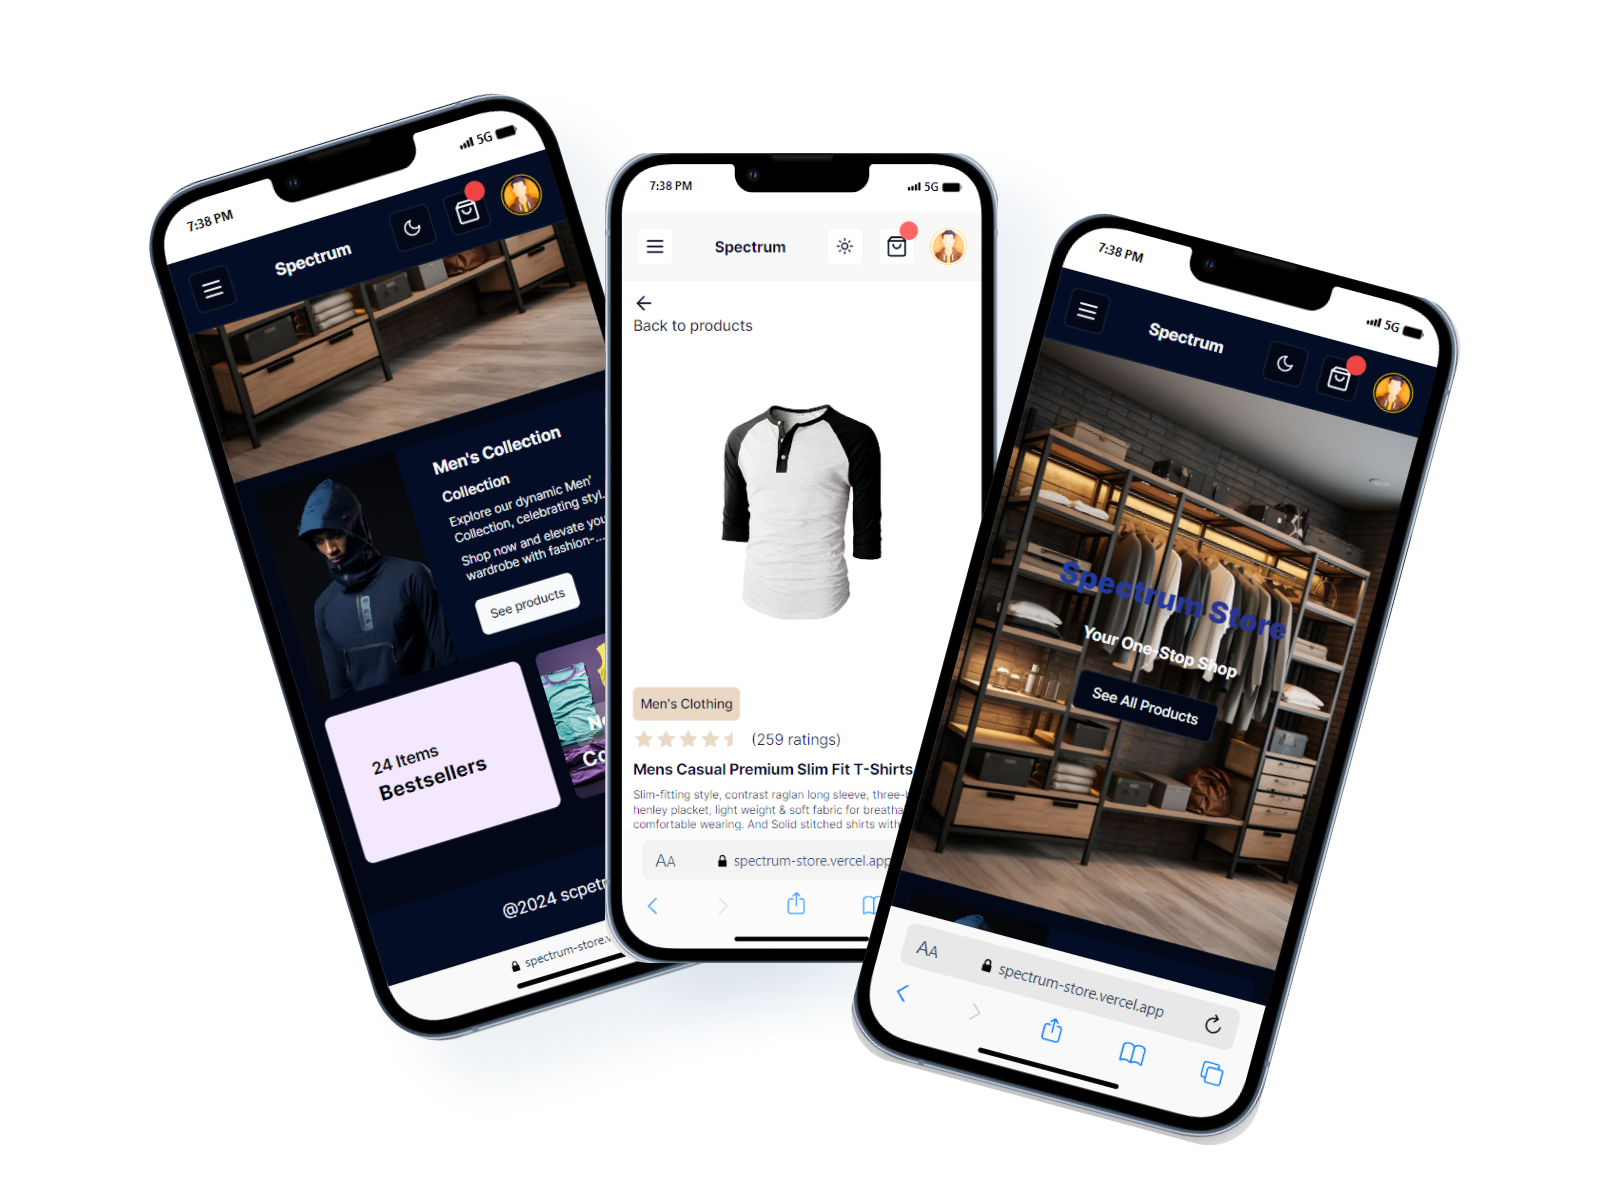 7:38 PM
5G
Spectrum
Men's Collection
Collection
Explore our dynamic Men'
Collection, celebrating styl..
Shop now and elevate you
wardrobe with fashion-...
See products
24 Items
Bestsellers
Co
@2024 scpetr
spectrum-store.v
7:38 PM
5G
Spectrum
Back to products
Men's Clothing
(259 ratings)
Mens Casual Premium Slim Fit T-Shirts
Slim-fitting style, contrast raglan long sleeve, three-b
henley placket, light weight & soft fabric for breatha
comfortable wearing. And Solid stitched shirts with
AA
spectrum-store.vercel.app
7:38 PM
5G
Spectrum
Spectrum Store
Your One-Stop Shop
See All Products
AA
spectrum-store.vercel.app